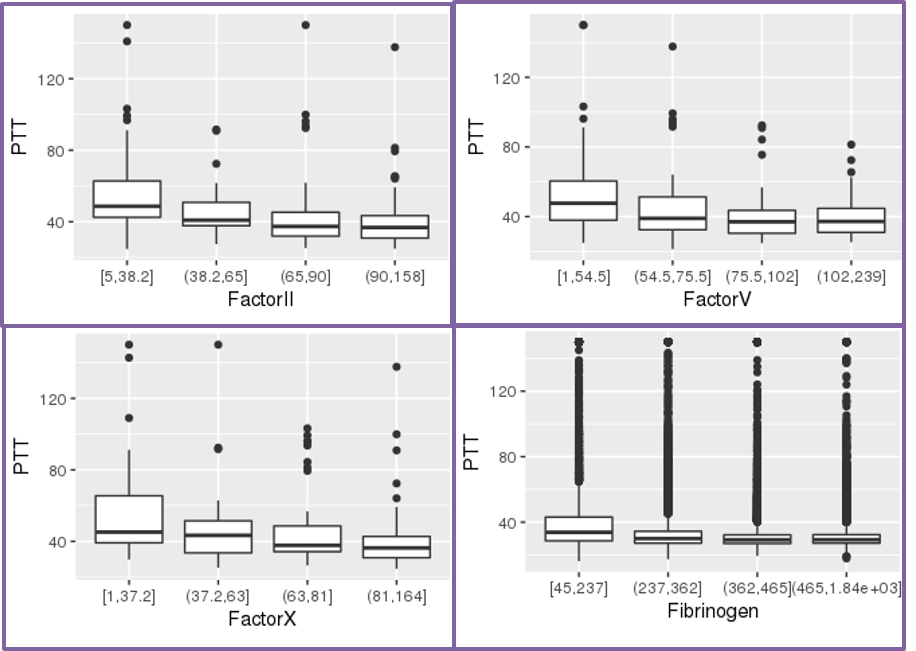 120
80
40
PTT
[5,38.2] (38.2,65] (65,90] (90,158]
FactorII
120
80
40
PTT
[1,54.5] (54.5,75.5] (75.5,102] (102,239]
FactorV
120
80
40
PTT
[1,37.2] (37.2,63] (63,81] (81,164]
FactorX
120
80
40
PTT
[45,237] (237,362] (362,465] (465,1.84e+03]
Fibrinogen